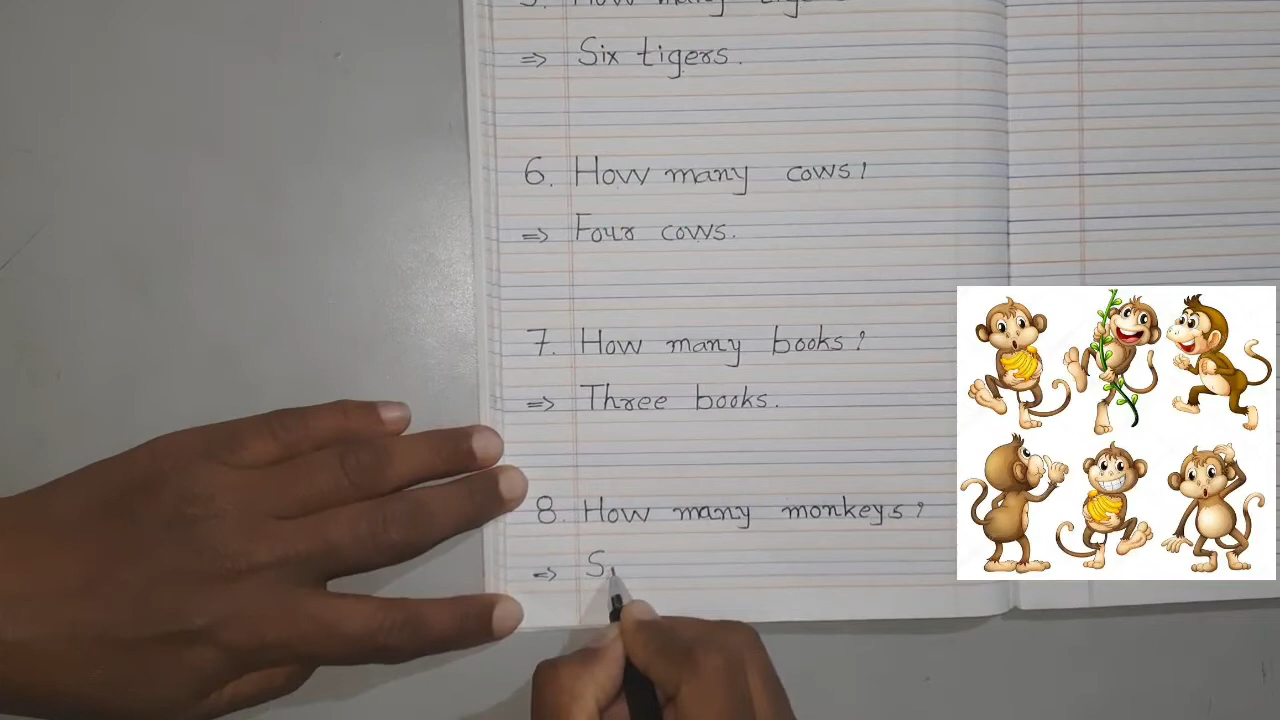 => Six tigers.
6. How many cows?
=> Four cows.
7. How many books?
=> Three books.
8. How many monkeys?
=> S